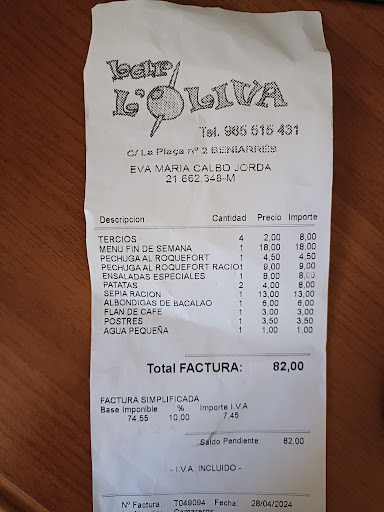 bar
L'OLIVA
Tel. 965 515 431
C/ La Plaça nº 2 BENIARRÉS
EVA MARIA CALBO JORDA
21.662.348-M
Descripcion Cantidad Precio Importe
TERCIOS 4 2,00 8,00
MENU FIN DE SEMANA 1 18,00 18,00
PECHUGA AL ROQUEFORT 1 4,50 4,50
PECHUGA AL ROQUEFORT RACIO 1 9,00 9,00
ENSALADAS ESPECIALES 1 8,00 8,00
PATATAS 2 4,00 8,00
SEPIA RACION 1 13,00 13,00
ALBONDIGAS DE BACALAO 1 6,00 6,00
FLAN DE CAFE 1 3,00 3,00
POSTRES 1 3,50 3,50
AGUA PEQUEÑA 1 1,00 1,00
Total FACTURA: 82,00
FACTURA SIMPLIFICADA
Base Imponible % Importe I.V.A
74,55 10,00 7,45
Saldo Pendiente: 82,00
- I.V.A. INCLUIDO -
Nº Factura: T049094 Fecha: 28/04/2024
Camareros